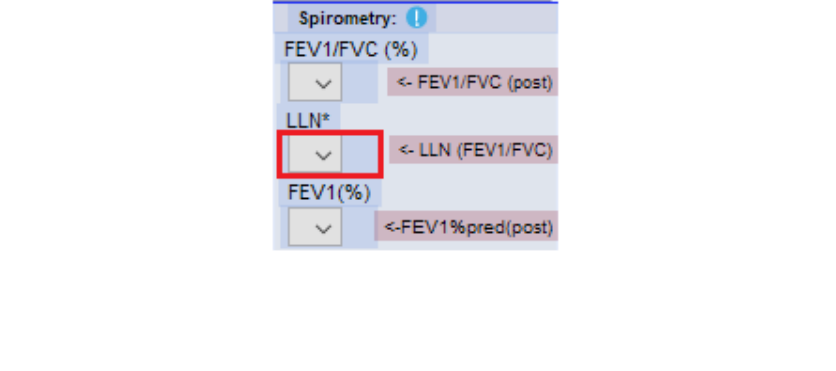 Spirometry: !
FEV1/FVC (%)
<- FEV1/FVC (post)
LLN*
<- LLN (FEV1/FVC)
FEV1(%)
<-FEV1%pred(post)